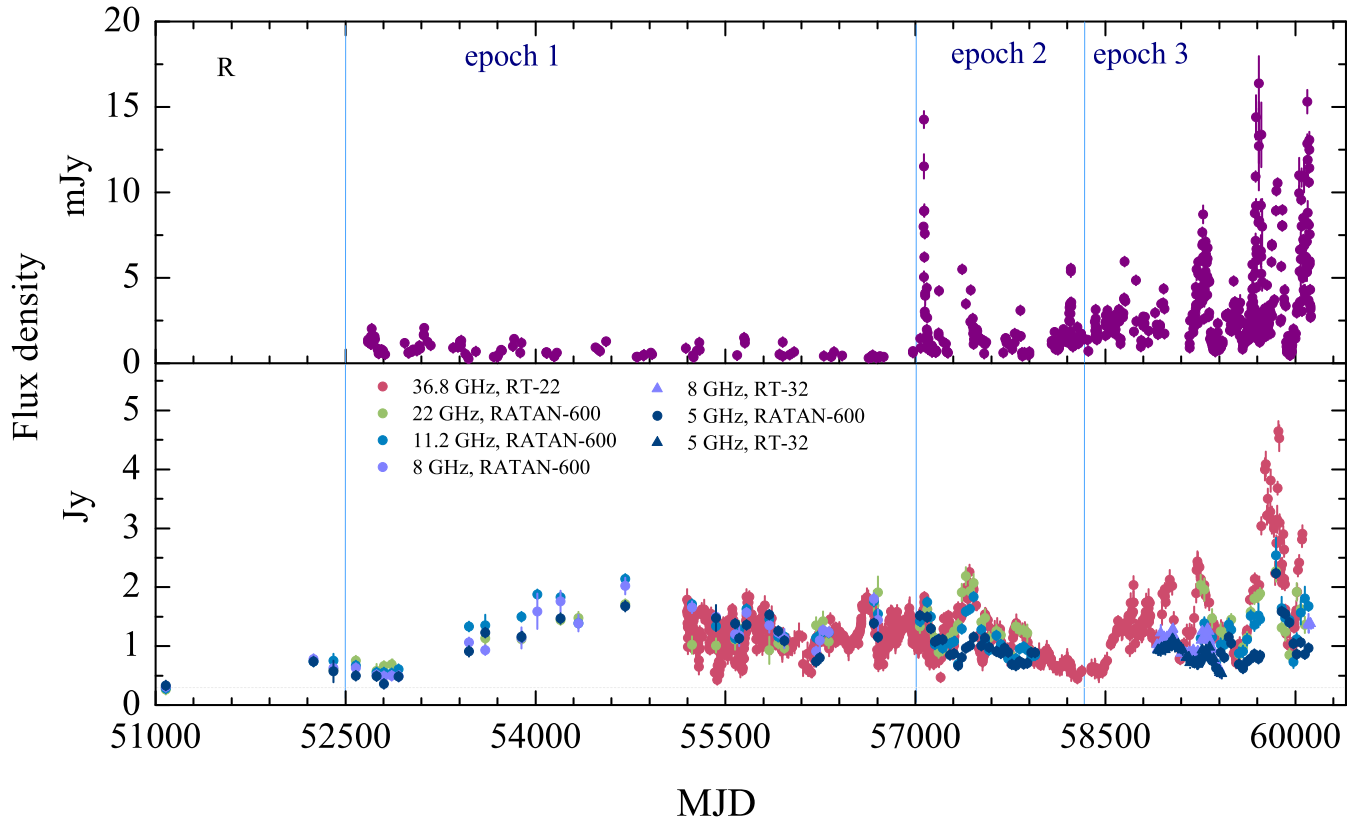 20
15
10
5
0
mJy
R
epoch 1
epoch 2
epoch 3
Flux density
5
4
3
2
1
0
Jy
36.8 GHz, RT-22
22 GHz, RATAN-600
11.2 GHz, RATAN-600
8 GHz, RATAN-600
8 GHz, RT-32
5 GHz, RATAN-600
5 GHz, RT-32
51000 52500 54000 55500 57000 58500 60000
MJD